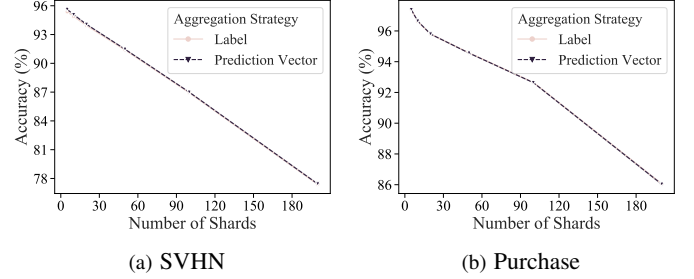 96
93
90
87
84
81
78
Accuracy (%)
Aggregation Strategy
Label
Prediction Vector
0 30 60 90 120 150 180
Number of Shards
(a) SVHN
96
94
92
90
88
86
Accuracy (%)
Aggregation Strategy
Label
Prediction Vector
0 30 60 90 120 150 180
Number of Shards
(b) Purchase